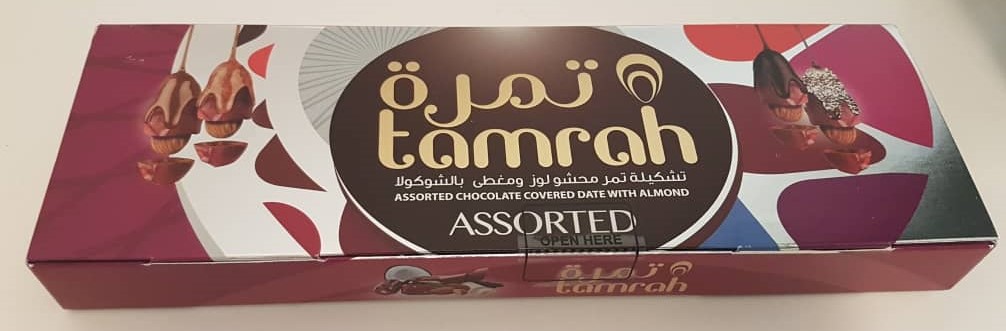 تمرة
tamrah
تشكيلة تمر محشو لوز ومغطى بالشوكولا
ASSORTED CHOCOLATE COVERED DATE WITH ALMOND
ASSORTED
OPEN HERE
تمرة
tamrah